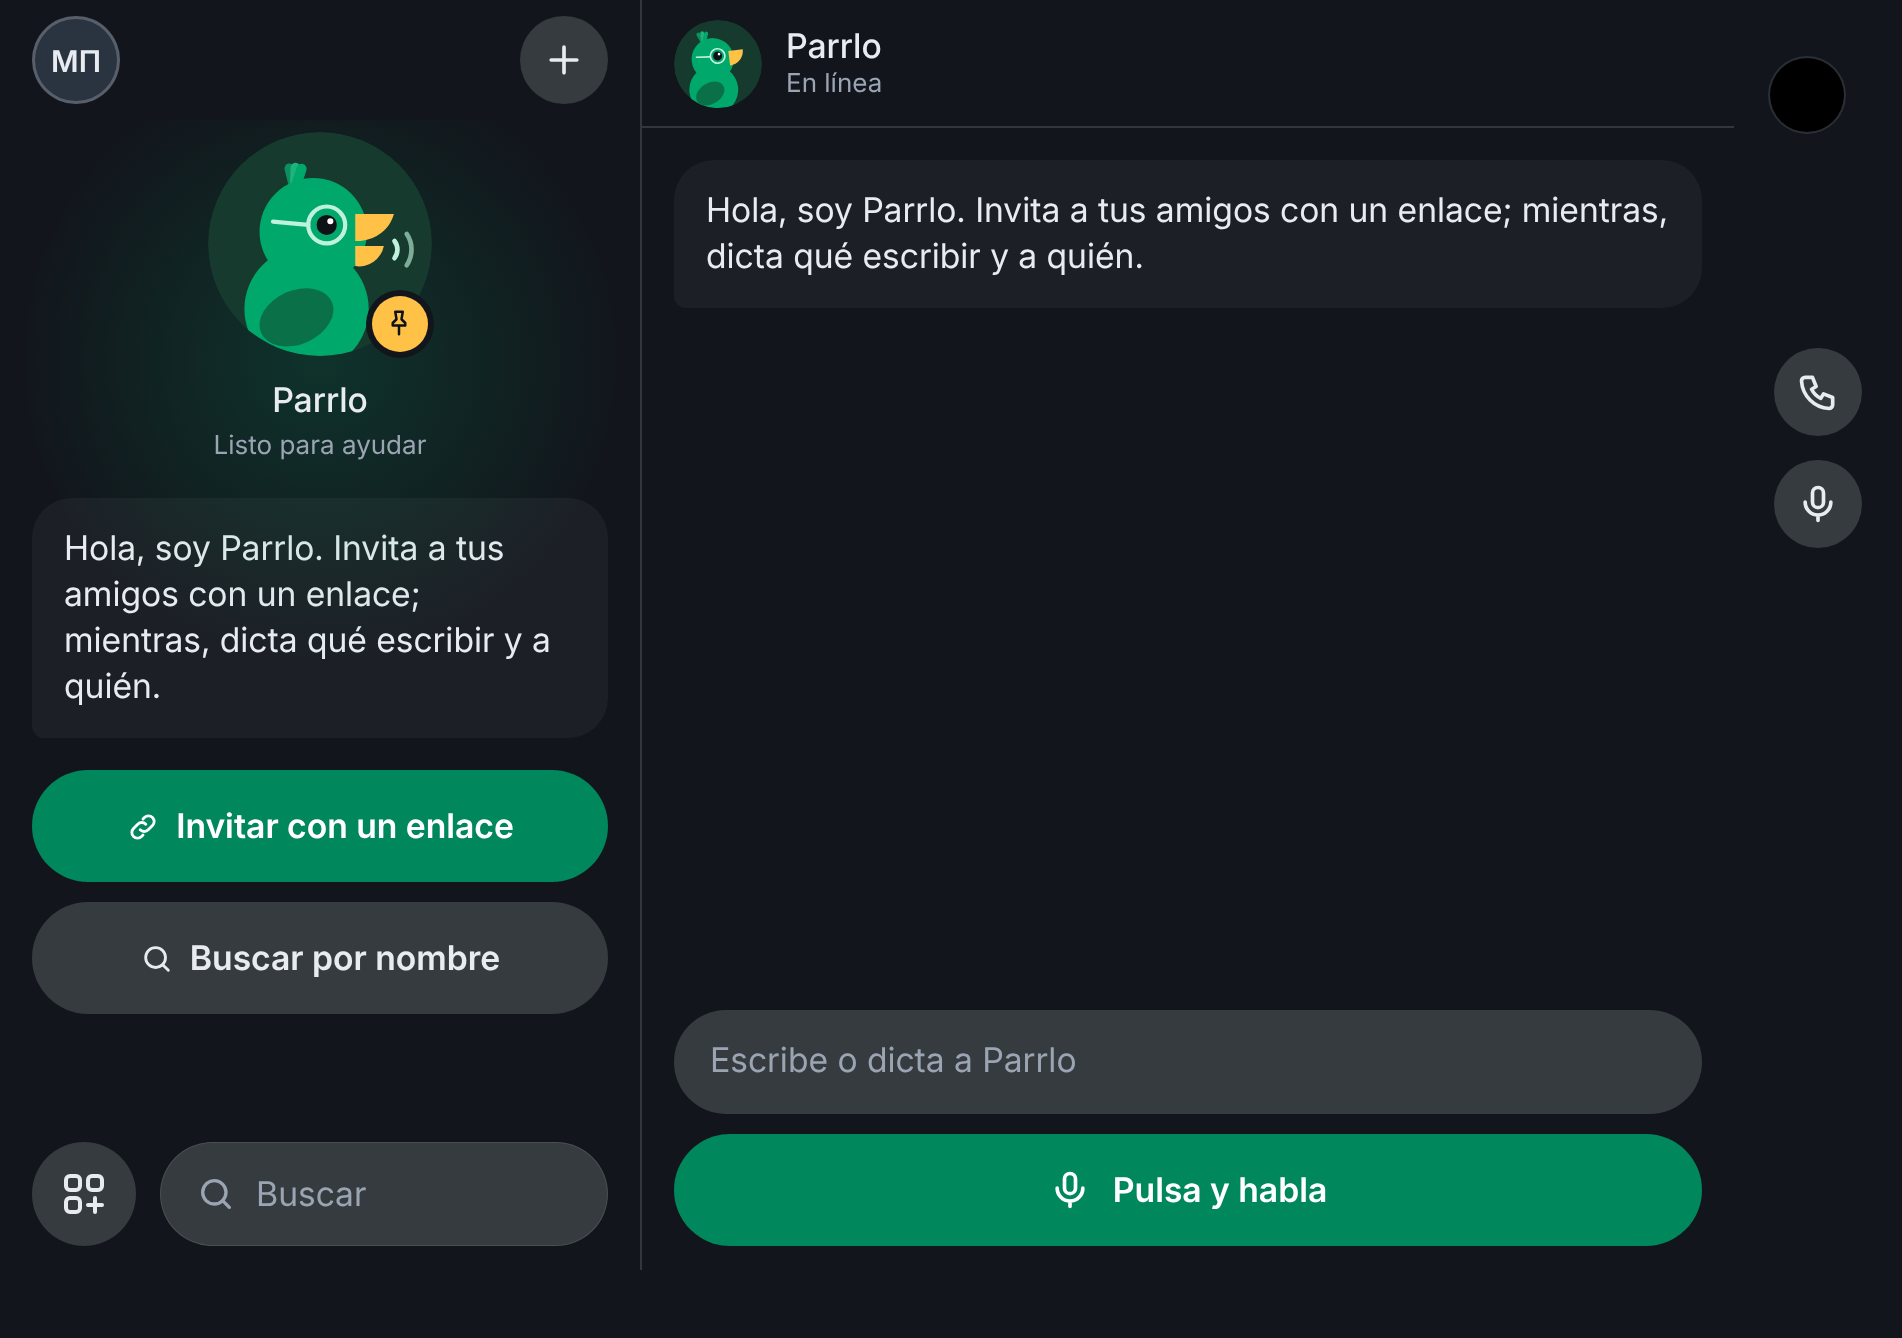 МП
Parrlo
Listo para ayudar
Hola, soy Parrlo. Invita a tus
amigos con un enlace;
mientras, dicta qué escribir y a
quién.
Invitar con un enlace
Buscar por nombre
Buscar
Parrlo
En línea
Hola, soy Parrlo. Invita a tus amigos con un enlace; mientras,
dicta qué escribir y a quién.
Escribe o dicta a Parrlo
Pulsa y habla